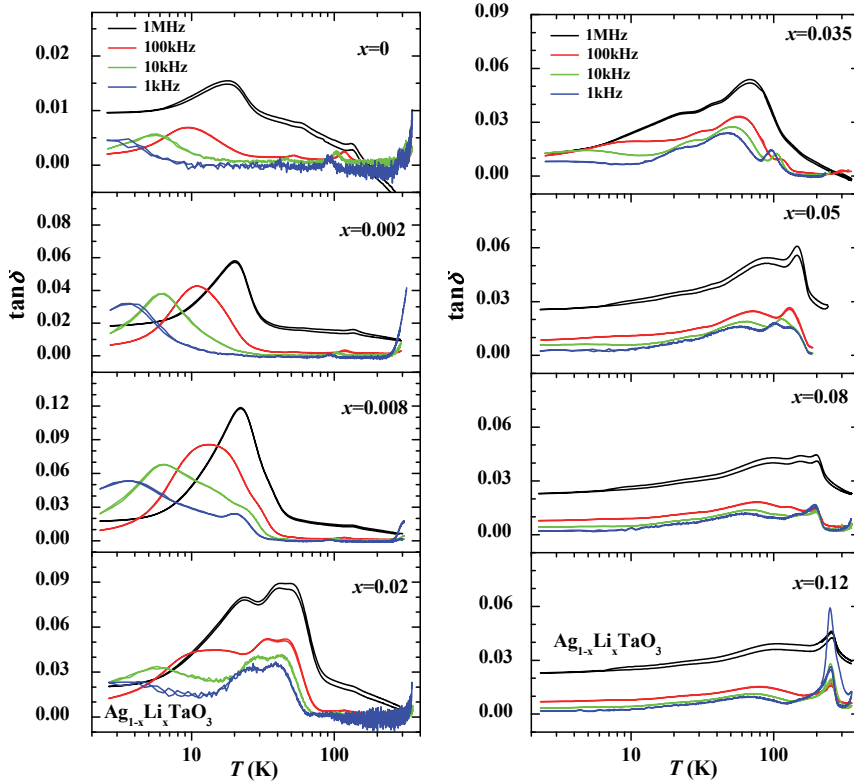 1MHz
100kHz
10kHz
1kHz
x=0
0.02
0.01
0.00
x=0.002
0.08
0.06
0.04
0.02
0.00
x=0.008
0.12
0.09
0.06
0.03
0.00
x=0.02
0.09
0.06
0.03
0.00
Ag1-xLixTaO3
tanδ
10 100
T (K)
1MHz
100kHz
10kHz
1kHz
x=0.035
0.09
0.06
0.03
0.00
x=0.05
0.06
0.03
0.00
x=0.08
0.06
0.03
0.00
x=0.12
Ag1-xLixTaO3
0.06
0.03
0.00
tanδ
10 100
T (K)